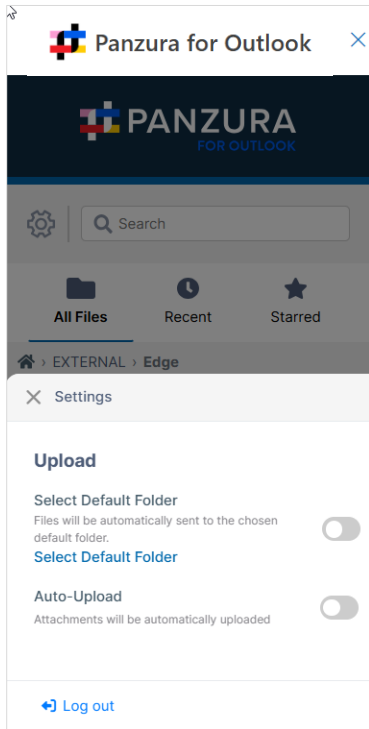 Panzura for Outlook
PANZURA
FOR OUTLOOK
Search
All Files
Recent
Starred
EXTERNAL › Edge
Settings
Upload
Select Default Folder
Files will be automatically sent to the chosen
default folder.
Select Default Folder
Auto-Upload
Attachments will be automatically uploaded
Log out